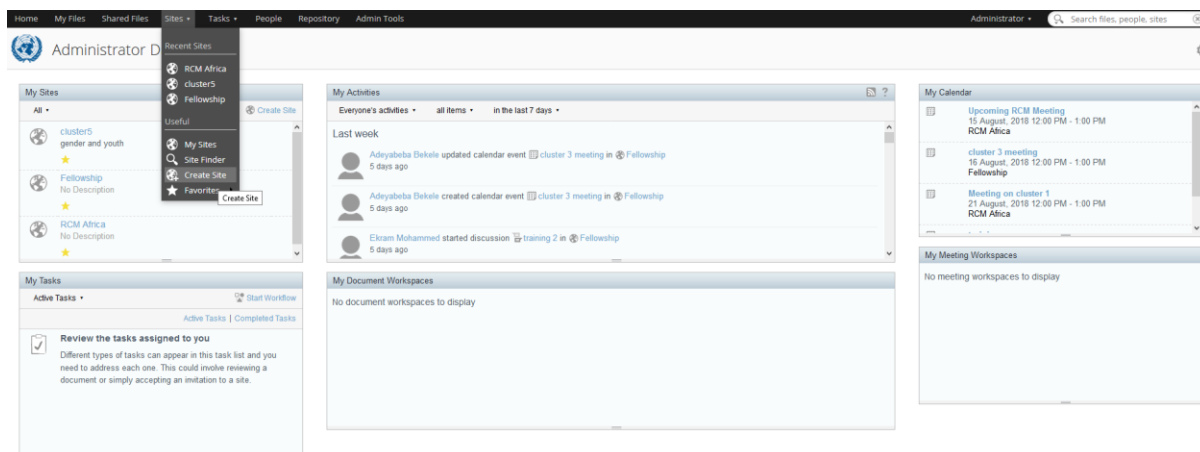 Home My Files Shared Files Sites Tasks People Repository Admin Tools Administrator Search files, people, sites
Administrator D
Recent Sites
RCM Africa
cluster5
Fellowship
Useful
My Sites
Site Finder
Create Site
Favorites
Create Site
My Sites
All Create Site
cluster5
gender and youth
Fellowship
No Description
RCM Africa
No Description
My Activities
Everyone's activities all items in the last 7 days
Last week
Adeyabeba Bekele updated calendar event cluster 3 meeting in Fellowship
5 days ago
Adeyabeba Bekele created calendar event cluster 3 meeting in Fellowship
5 days ago
Ekram Mohammed started discussion training 2 in Fellowship
5 days ago
My Calendar
Upcoming RCM Meeting
15 August, 2018 12:00 PM - 1:00 PM
RCM Africa
cluster 3 meeting
16 August, 2018 12:00 PM - 1:00 PM
Fellowship
Meeting on cluster 1
21 August, 2018 12:00 PM - 1:00 PM
RCM Africa
My Tasks
Active Tasks Start Workflow
Active Tasks | Completed Tasks
Review the tasks assigned to you
Different types of tasks can appear in this task list and you
need to address each one. This could involve reviewing a
document or simply accepting an invitation to a site.
My Document Workspaces
No document workspaces to display
My Meeting Workspaces
No meeting workspaces to display